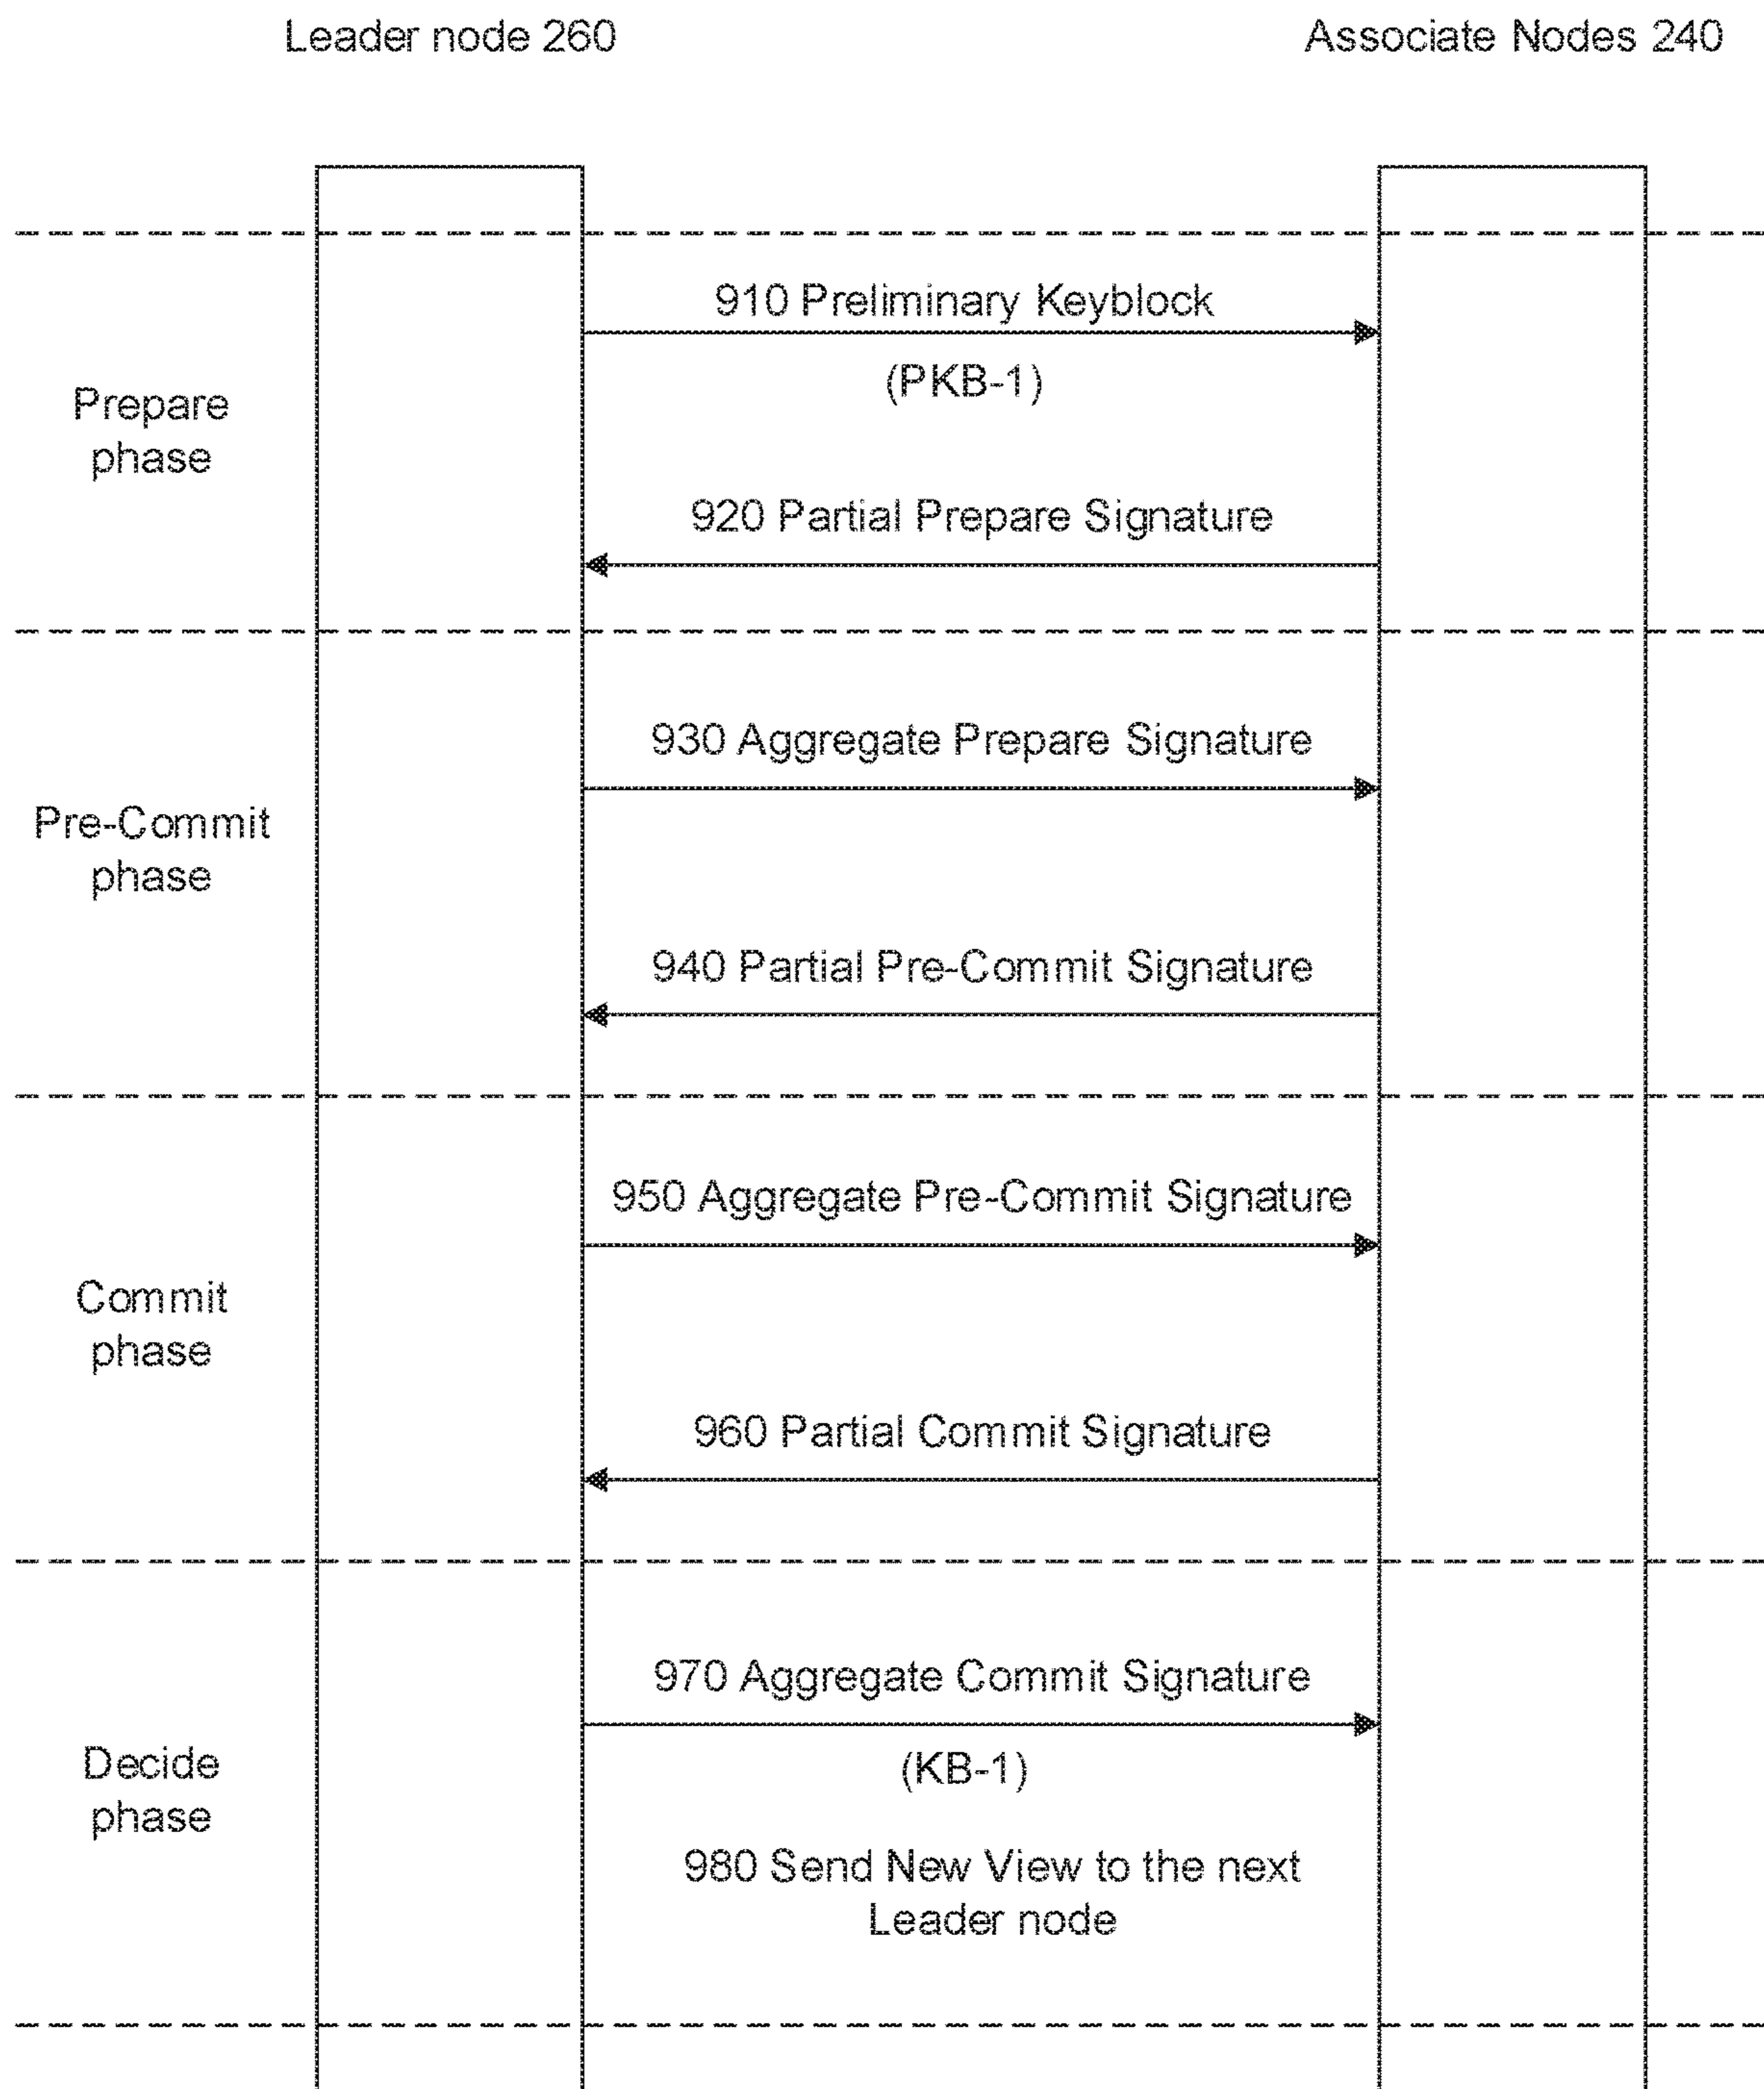 Leader node 260
Associate Nodes 240
910 Preliminary Keyblock
(PKB-1)
Prepare
phase
920 Partial Prepare Signature
930 Aggregate Prepare Signature
Pre-Commit
phase
940 Partial Pre-Commit Signature
950 Aggregate Pre-Commit Signature
Commit
phase
960 Partial Commit Signature
970 Aggregate Commit Signature
(KB-1)
Decide
phase
980 Send New View to the next
Leader node